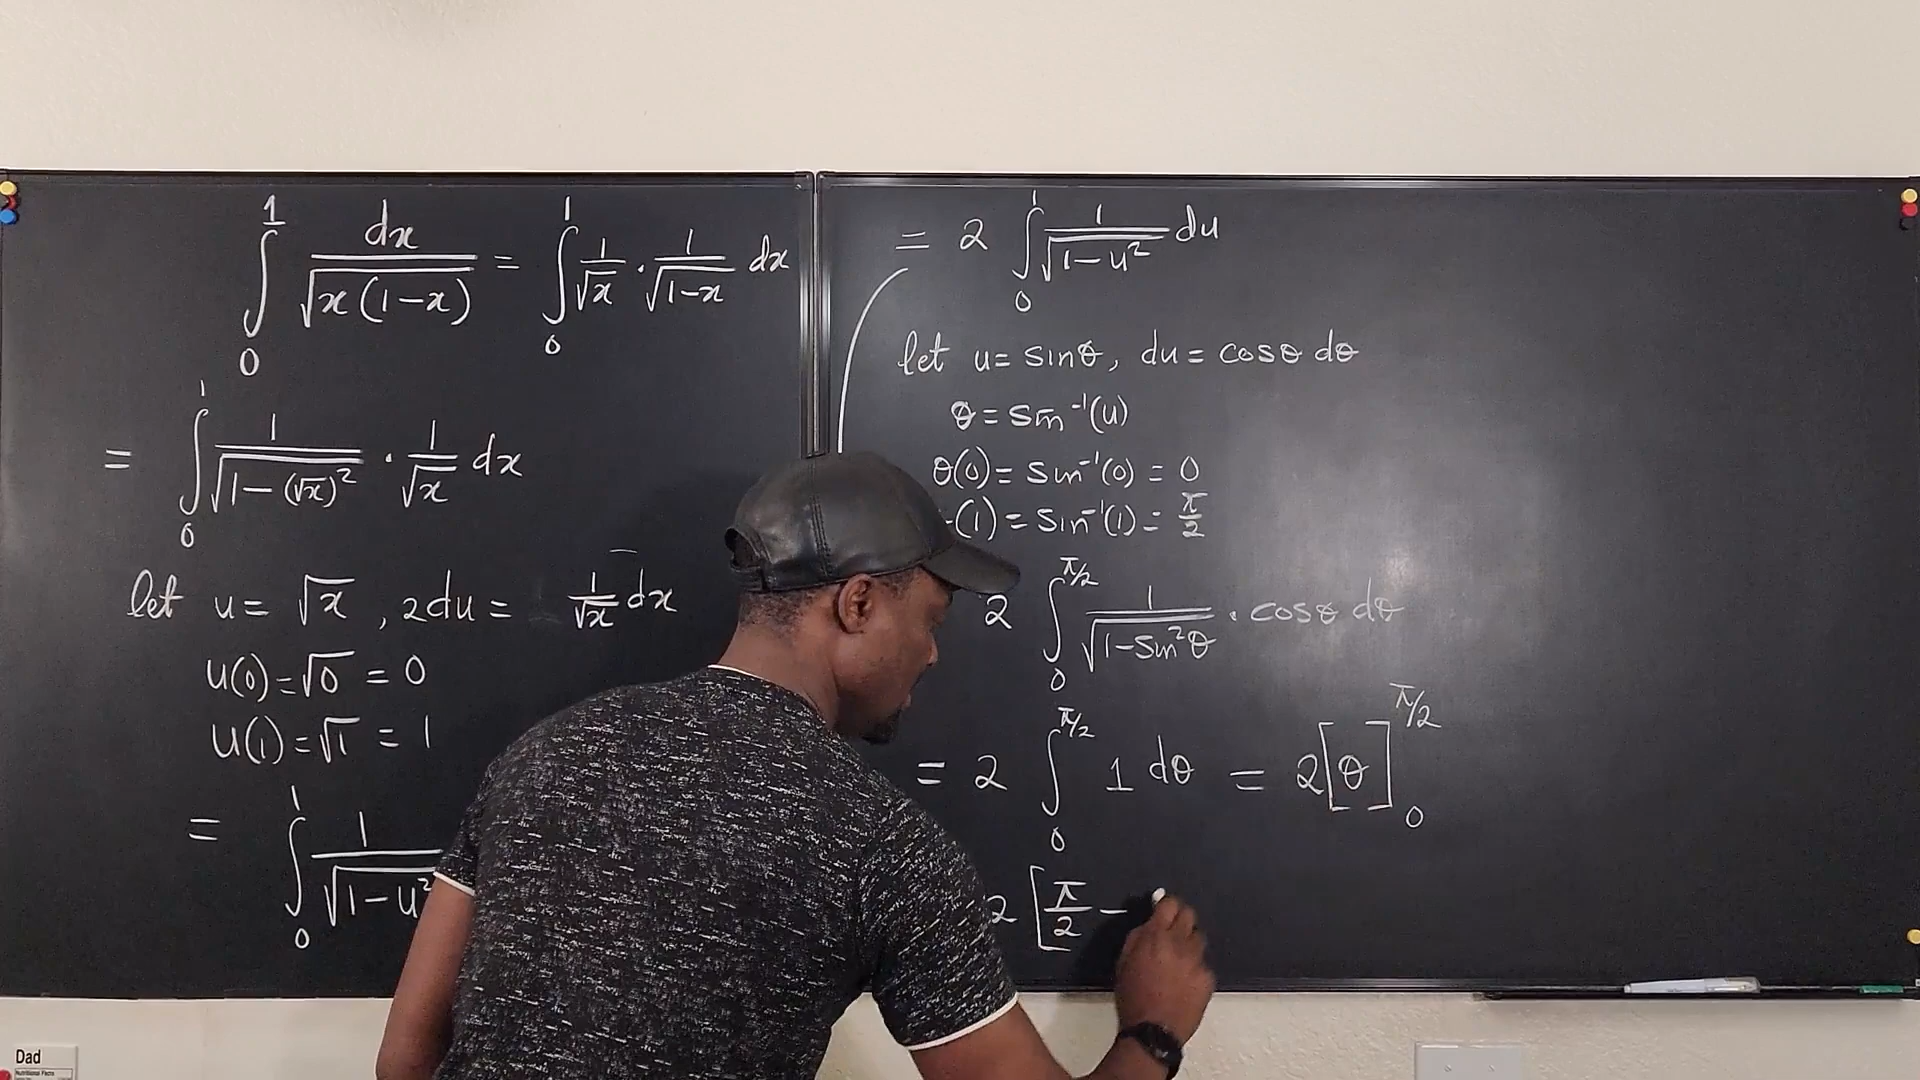 ∫₀¹ dx/√(x(1-x)) = ∫₀¹ 1/√x · 1/√(1-x) dx
= ∫₀¹ 1/√(1-(√x)²) · 1/√x dx
let u = √x , 2du = 1/√x dx
u(0) = √0 = 0
u(1) = √1 = 1
= ∫₀¹ 1/√(1-u²
= 2 ∫₀¹ 1/√(1-u²) du
let u = sinθ, du = cosθ dθ
θ = sin⁻¹(u)
θ(0) = sin⁻¹(0) = 0
(1) = sin⁻¹(1) = π/2
2 ∫₀^(π/2) 1/√(1-sin²θ) · cosθ dθ
= 2 ∫₀^(π/2) 1 dθ = 2[θ]₀^(π/2)
2 [π/2 -
Dad
Nutritional Facts